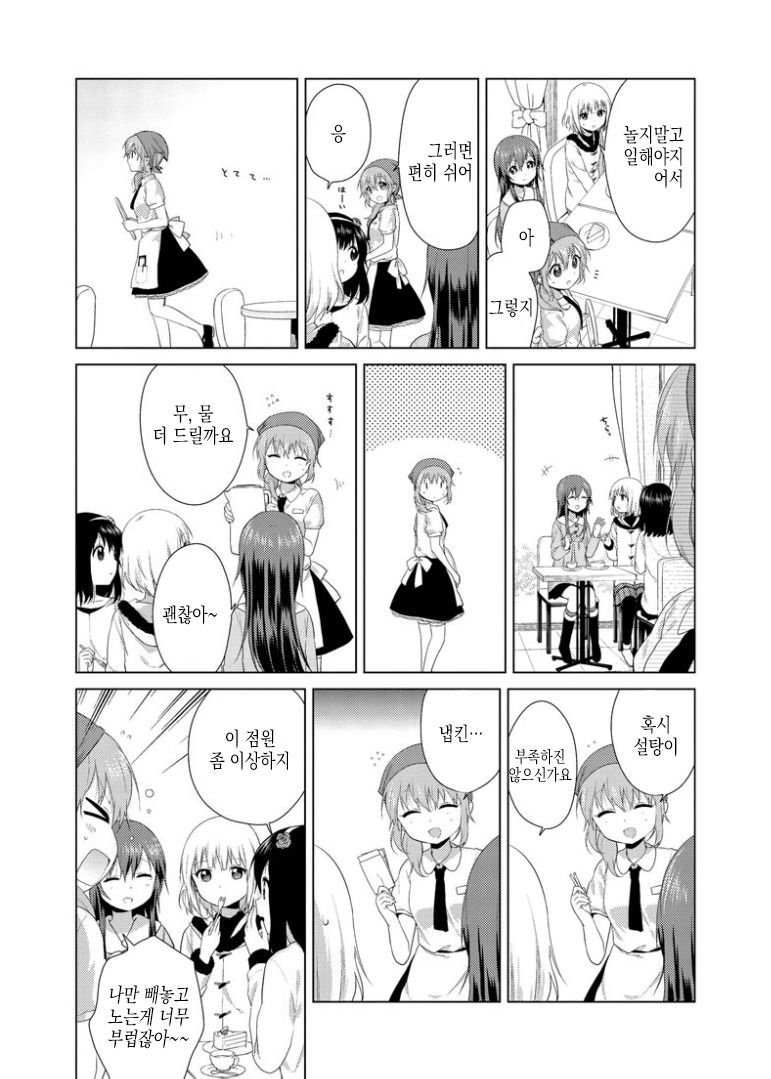 놀지말고
일해야지
어서
아
그렇지
그러면
편히 쉬어
응
はーい
とてて…
ちら。
すすす…
무, 물
더 드릴까요
괜찮아~
혹시
설탕이
부족하진
않으신가요
냅킨…
이 점원
좀 이상하지
나만 빼놓고
노는게 너무
부럽잖아~~